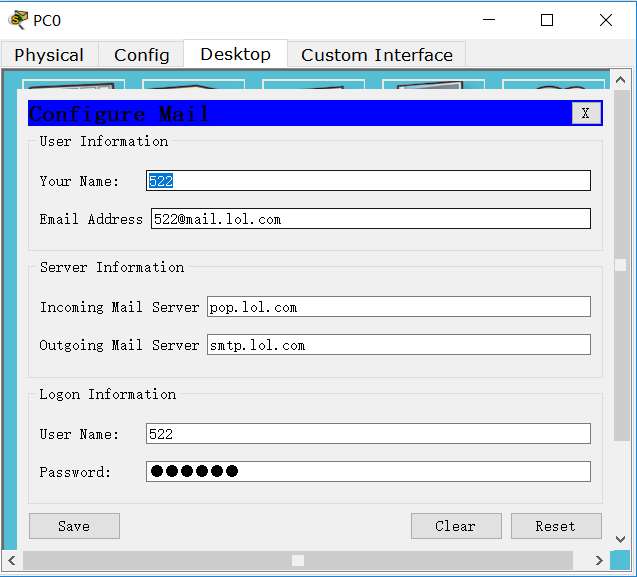 PC0
Physical Config Desktop Custom Interface
Configure Mail X
User Information
Your Name: 522
Email Address 522@mail.lol.com
Server Information
Incoming Mail Server pop.lol.com
Outgoing Mail Server smtp.lol.com
Logon Information
User Name: 522
Password: ●●●●●●
Save Clear Reset